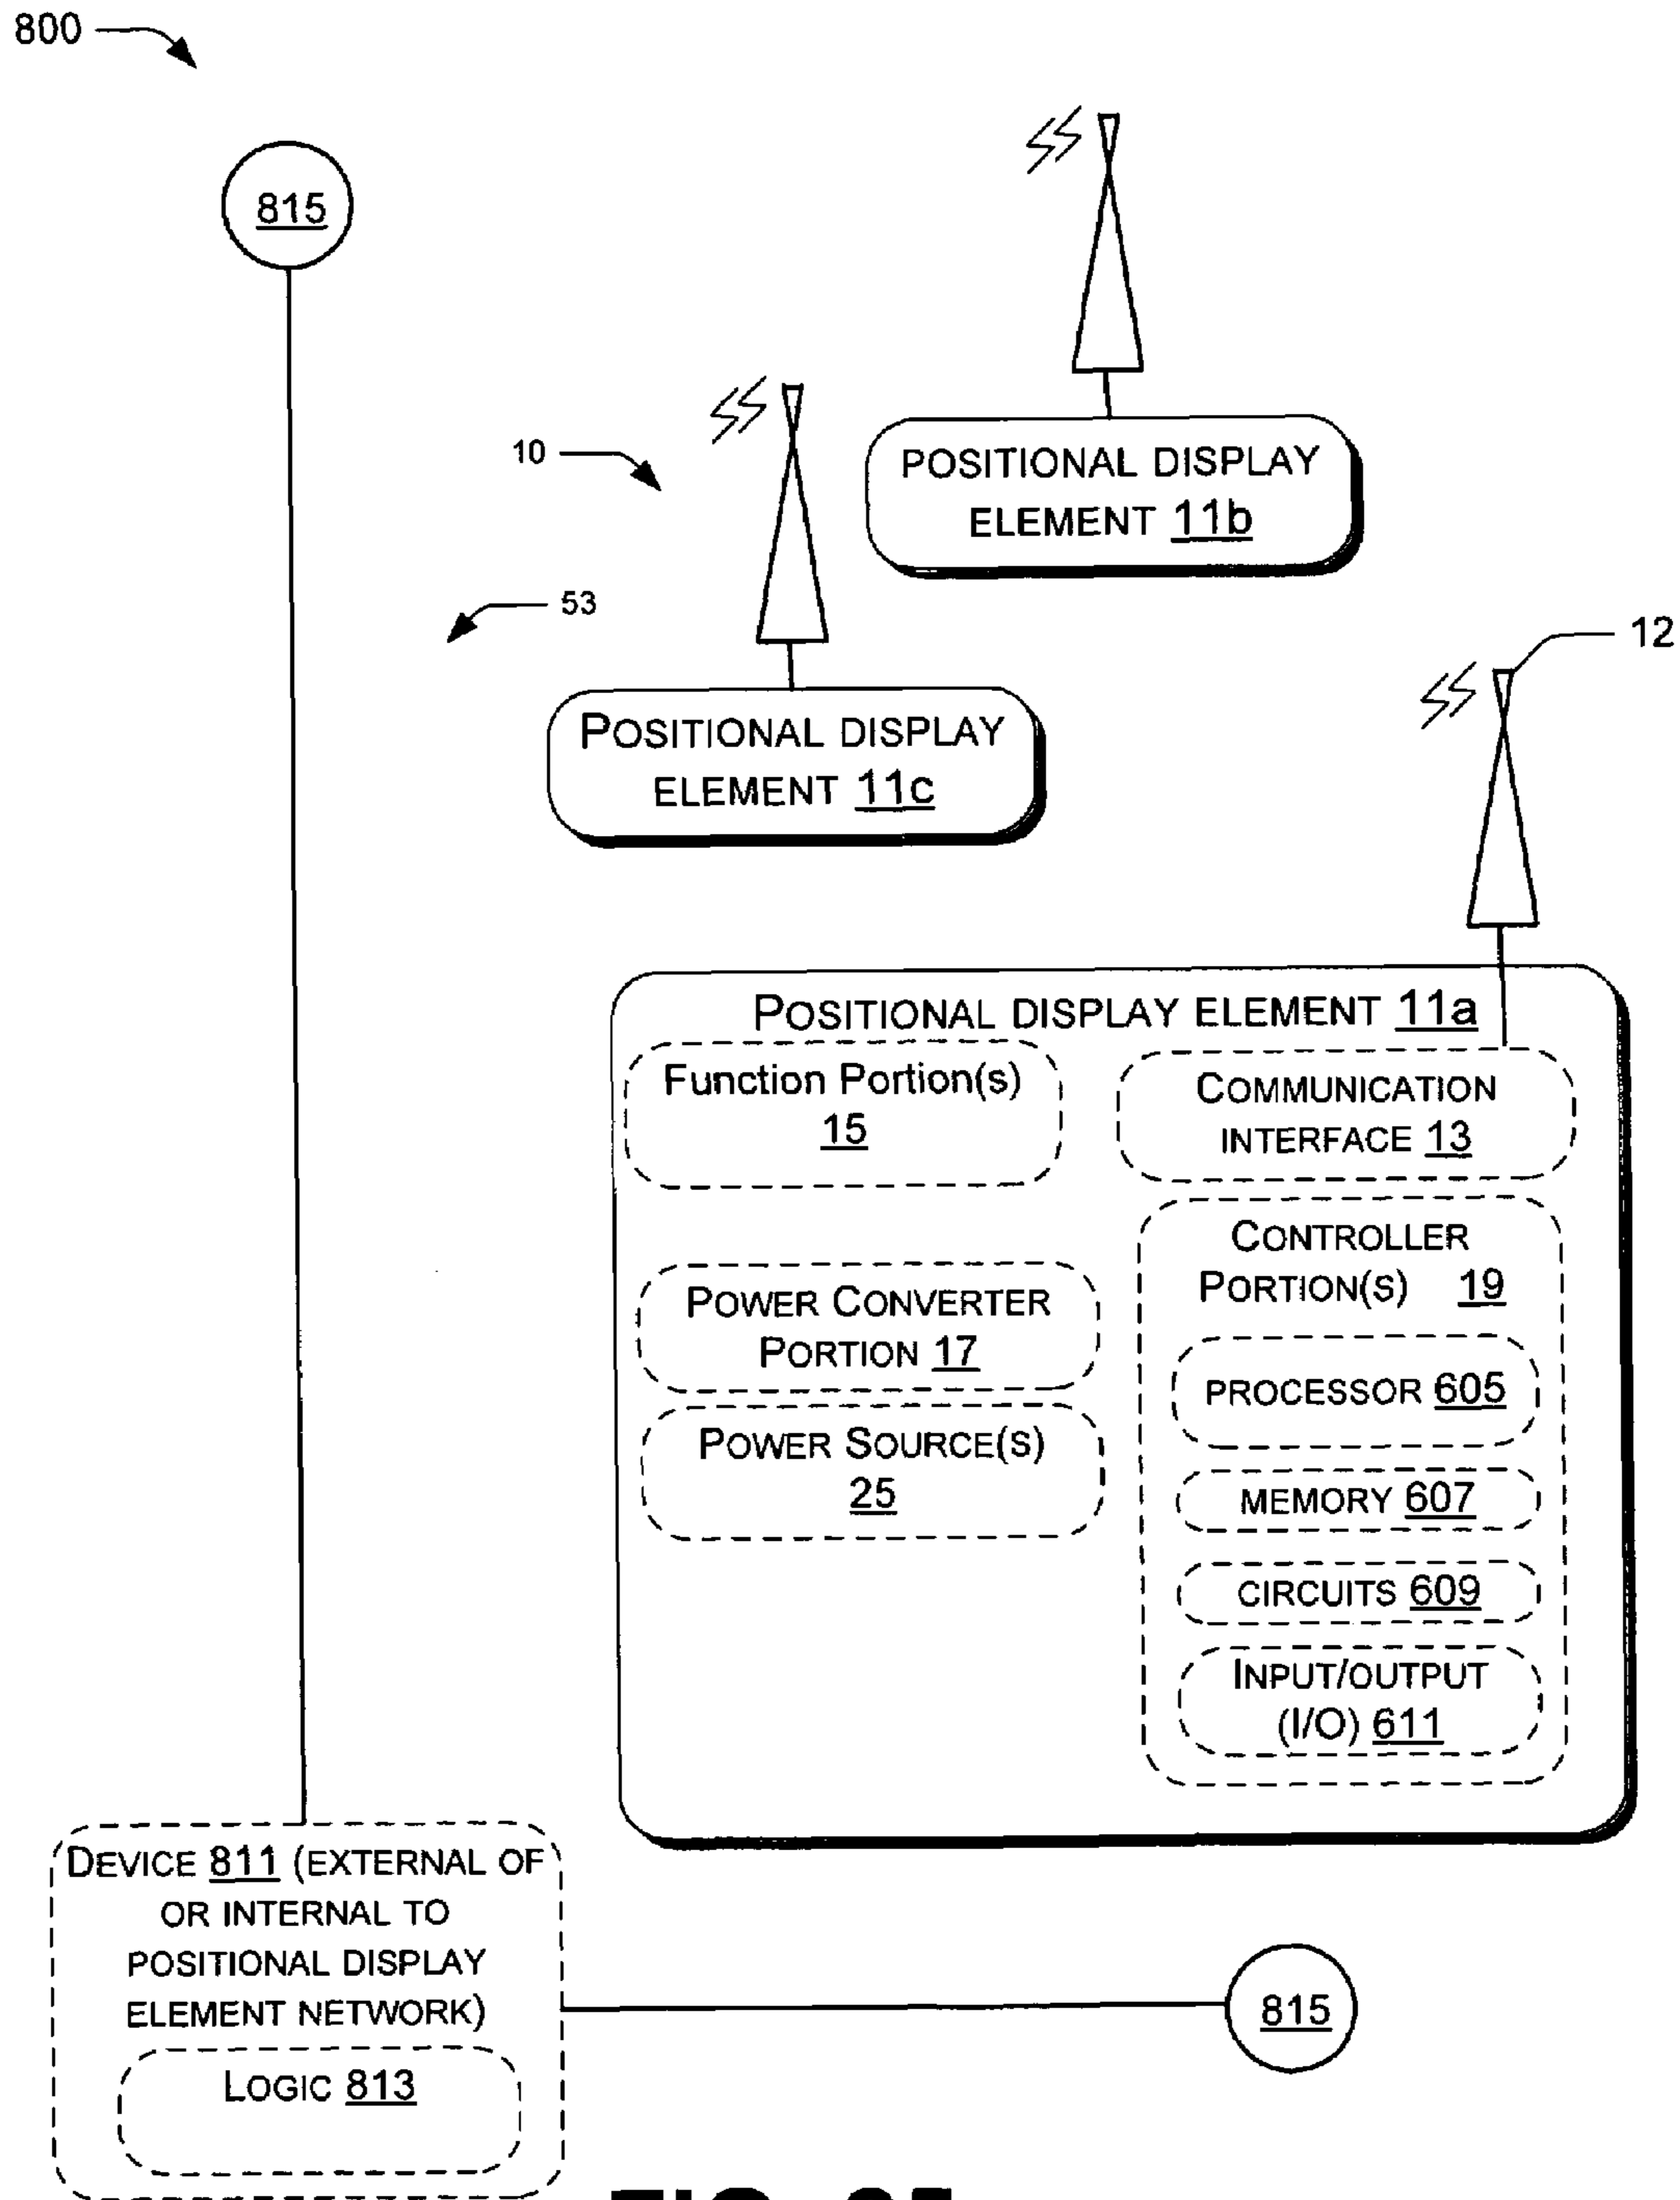 800
815
10
POSITIONAL DISPLAY
ELEMENT 11b
53
12
POSITIONAL DISPLAY
ELEMENT 11c
POSITIONAL DISPLAY ELEMENT 11a
Function Portion(s)
15
COMMUNICATION
INTERFACE 13
CONTROLLER
PORTION(S) 19
POWER CONVERTER
PORTION 17
PROCESSOR 605
POWER SOURCE(S)
25
MEMORY 607
CIRCUITS 609
INPUT/OUTPUT
(I/O) 611
DEVICE 811 (EXTERNAL OF
OR INTERNAL TO
POSITIONAL DISPLAY
ELEMENT NETWORK)
815
LOGIC 813